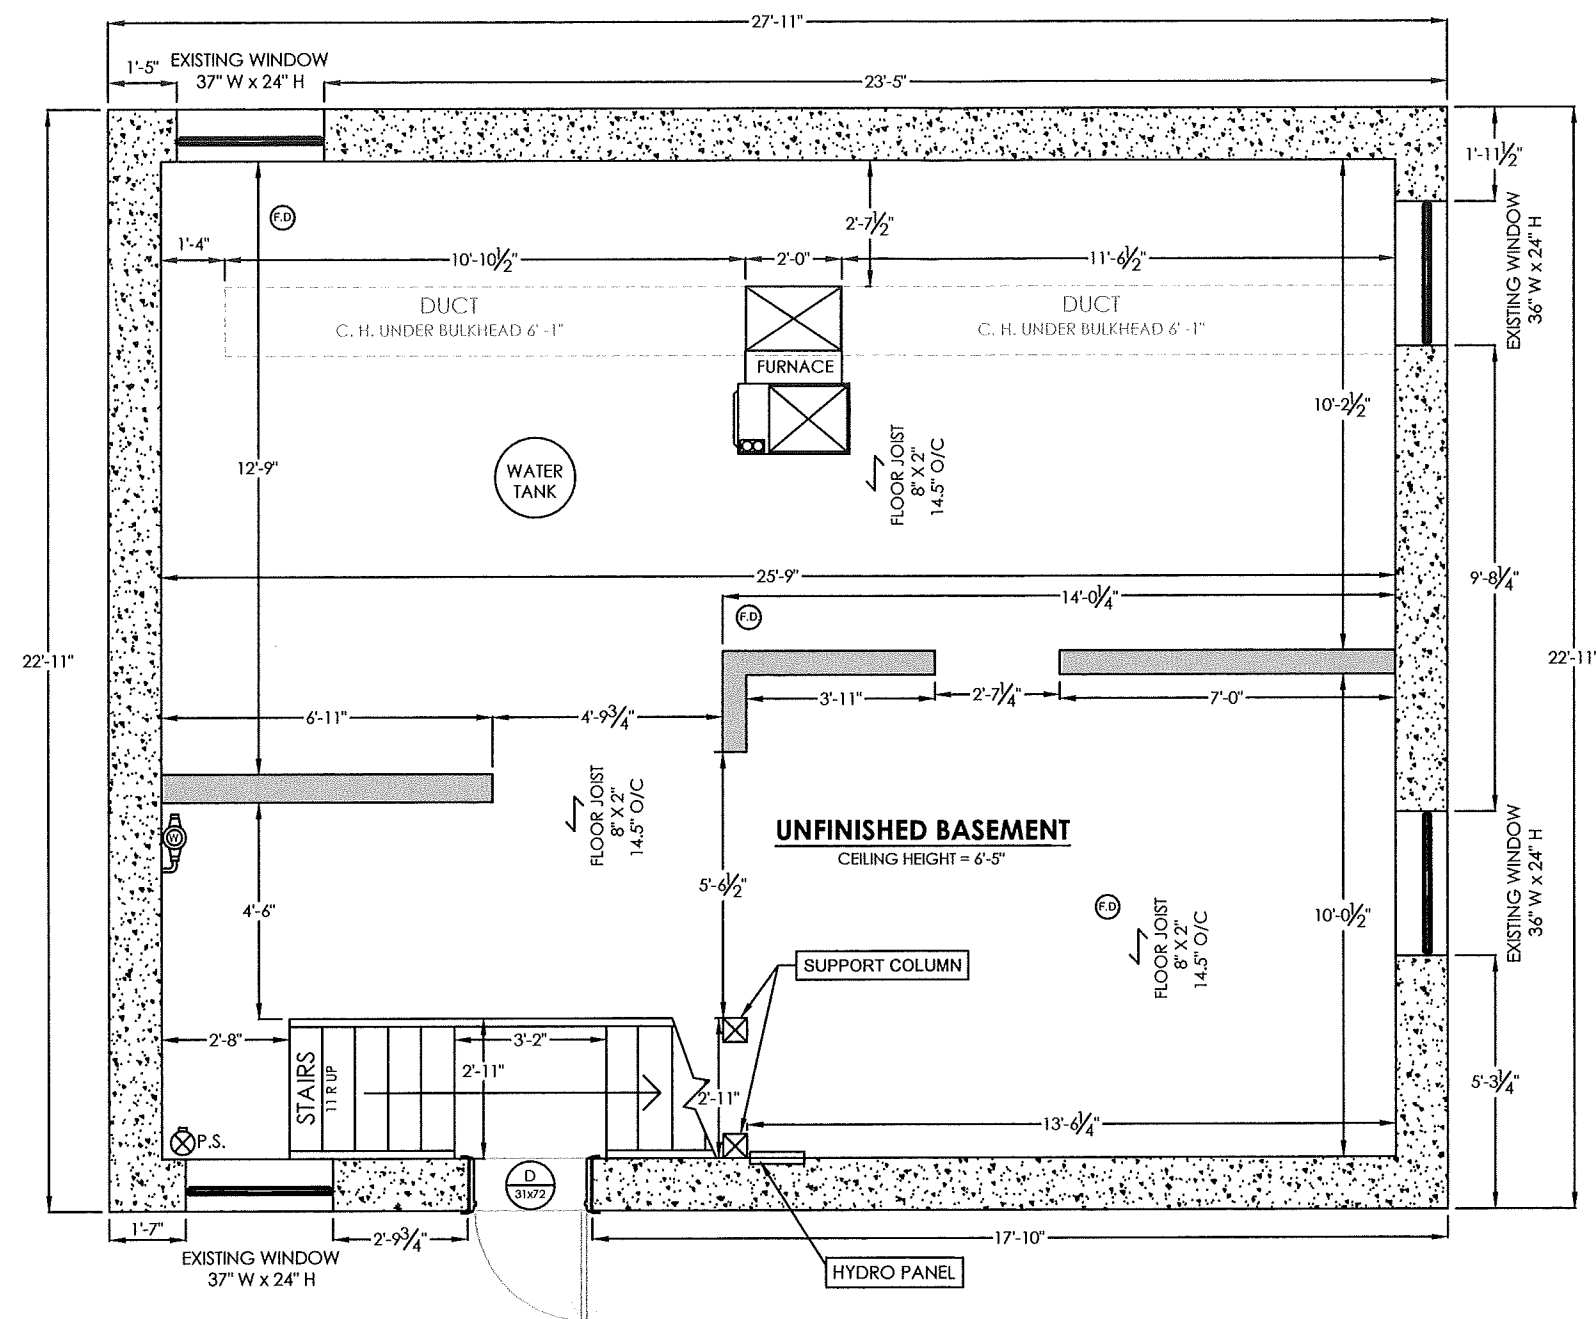 27'-11"
1'-5"
EXISTING WINDOW
37" W x 24" H
23'-5"
1'-11½"
F.D
2'-7½"
1'-4"
10'-10½"
2'-0"
11'-6½"
EXISTING WINDOW
36" W x 24" H
DUCT
C. H. UNDER BULKHEAD 6' -1"
DUCT
C. H. UNDER BULKHEAD 6' -1"
FURNACE
10'-2½"
12'-9"
WATER
TANK
FLOOR JOIST
8" X 2"
14.5" O/C
25'-9"
9'-8¼"
14'-0¼"
F.D
22'-11"
22'-11"
3'-11"
2'-7¼"
7'-0"
6'-11"
4'-9¾"
FLOOR JOIST
8" X 2"
14.5" O/C
UNFINISHED BASEMENT
CEILING HEIGHT = 6'-5"
W
EXISTING WINDOW
36" W x 24" H
5'-6½"
4'-6"
F.D
10'-0½"
FLOOR JOIST
8" X 2"
14.5" O/C
SUPPORT COLUMN
2'-8"
3'-2"
STAIRS
11 R UP
2'-11"
2'-11"
5'-3¼"
13'-6¼"
P.S.
D
31x72
1'-7"
2'-9¾"
17'-10"
EXISTING WINDOW
37" W x 24" H
HYDRO PANEL